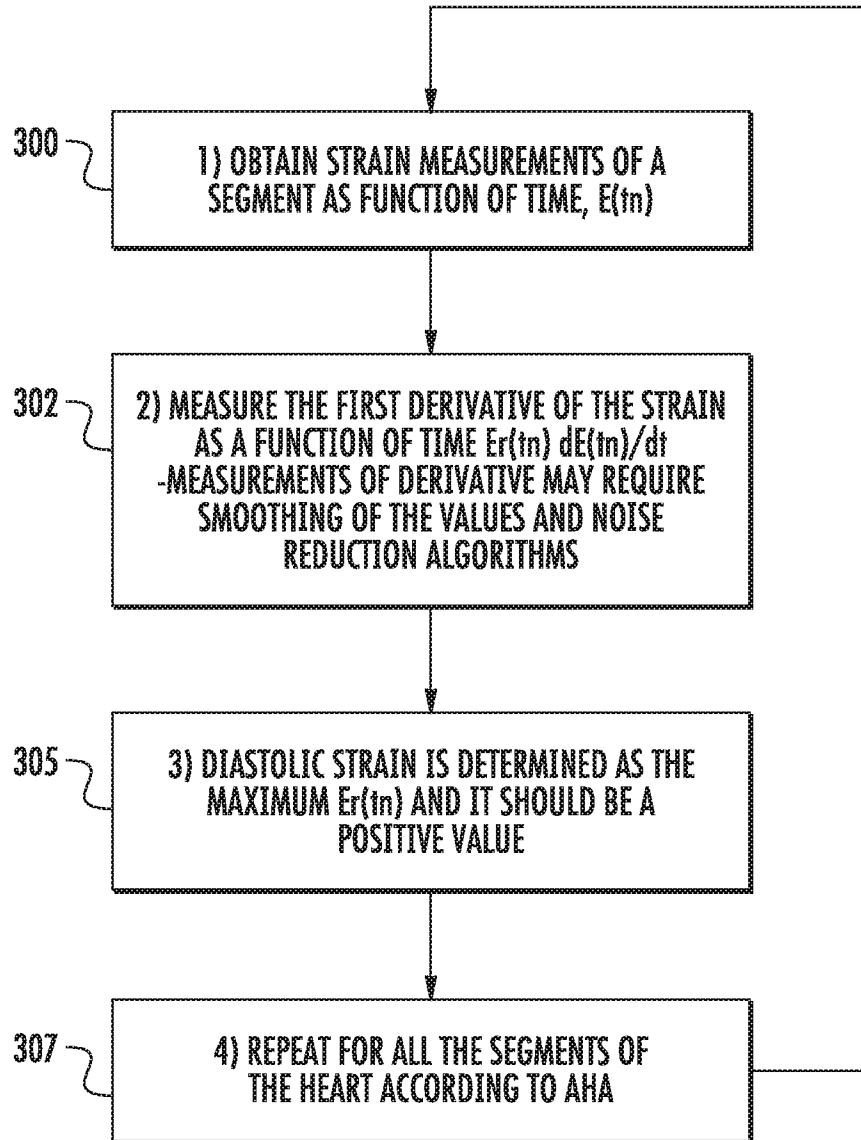 300
1) OBTAIN STRAIN MEASUREMENTS OF A
SEGMENT AS FUNCTION OF TIME, E(tn)
302
2) MEASURE THE FIRST DERIVATIVE OF THE STRAIN
AS A FUNCTION OF TIME Er(tn) dE(tn)/dt
-MEASUREMENTS OF DERIVATIVE MAY REQUIRE
SMOOTHING OF THE VALUES AND NOISE
REDUCTION ALGORITHMS
305
3) DIASTOLIC STRAIN IS DETERMINED AS THE
MAXIMUM Er(tn) AND IT SHOULD BE A
POSITIVE VALUE
307
4) REPEAT FOR ALL THE SEGMENTS OF
THE HEART ACCORDING TO AHA